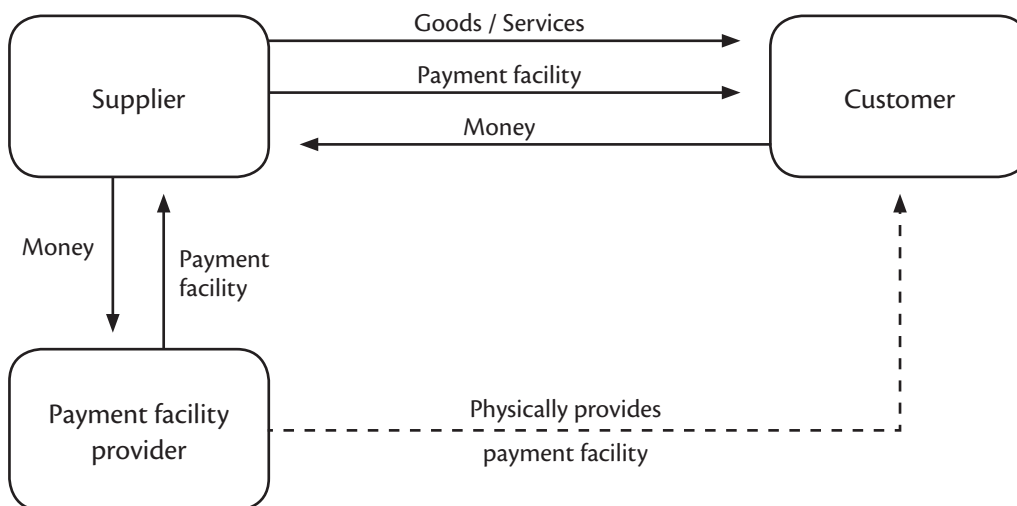 Goods / Services
Supplier
Payment facility
Customer
Money
Money
Payment
facility
Payment facility
provider
Physically provides
payment facility